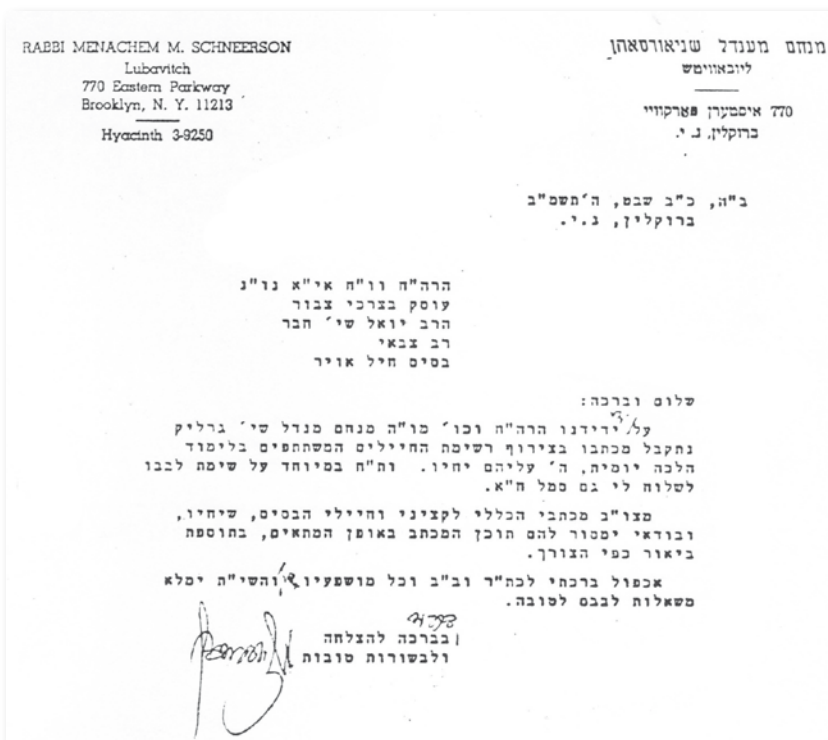 RABBI MENACHEM M. SCHNEERSON
Lubavitch
770 Eastern Parkway
Brooklyn, N. Y. 11213
Hyacinth 3-9250
מנחם מענדל שניאורסאהן
ליובאוויטש
770 איסטערן פארקוויי
ברוקלין, נ. י.
ב"ה, כ"ב שבט, ה'תשמ"ב
ברוקלין, נ.י.
הרה"ח וו"ח אי"א נו"נ
עוסק בצרכי צבור
הרב יואל שי' חבר
רב צבאי
בסיס חיל אויר
שלום וברכה:
על ידידנו הרה"ח וכו' מו"ה מנחם מנדל שי' גרליק
נתקבל מכתבו בצירוף רשימת החיילים המשתתפים בלימוד
הלכה יומית, ה' עליהם יחיו. ות"ח במיוחד על שימת לבבו
לשלוח לי גם סמל ח"א.
מצו"ב מכתבי הכללי לקציני וחיילי הבסיס, שיחיו,
ובודאי ימסור להם תוכן המכתב באופן המתאים, בתוספת
ביאור כפי הצורך.
אכפול ברכתי לכת"ר וב"ב וכל מושפעיו והשי"ת ימלא
משאלות לבבם לטובה.
בברכה להצלחה
ולבשורות טובות